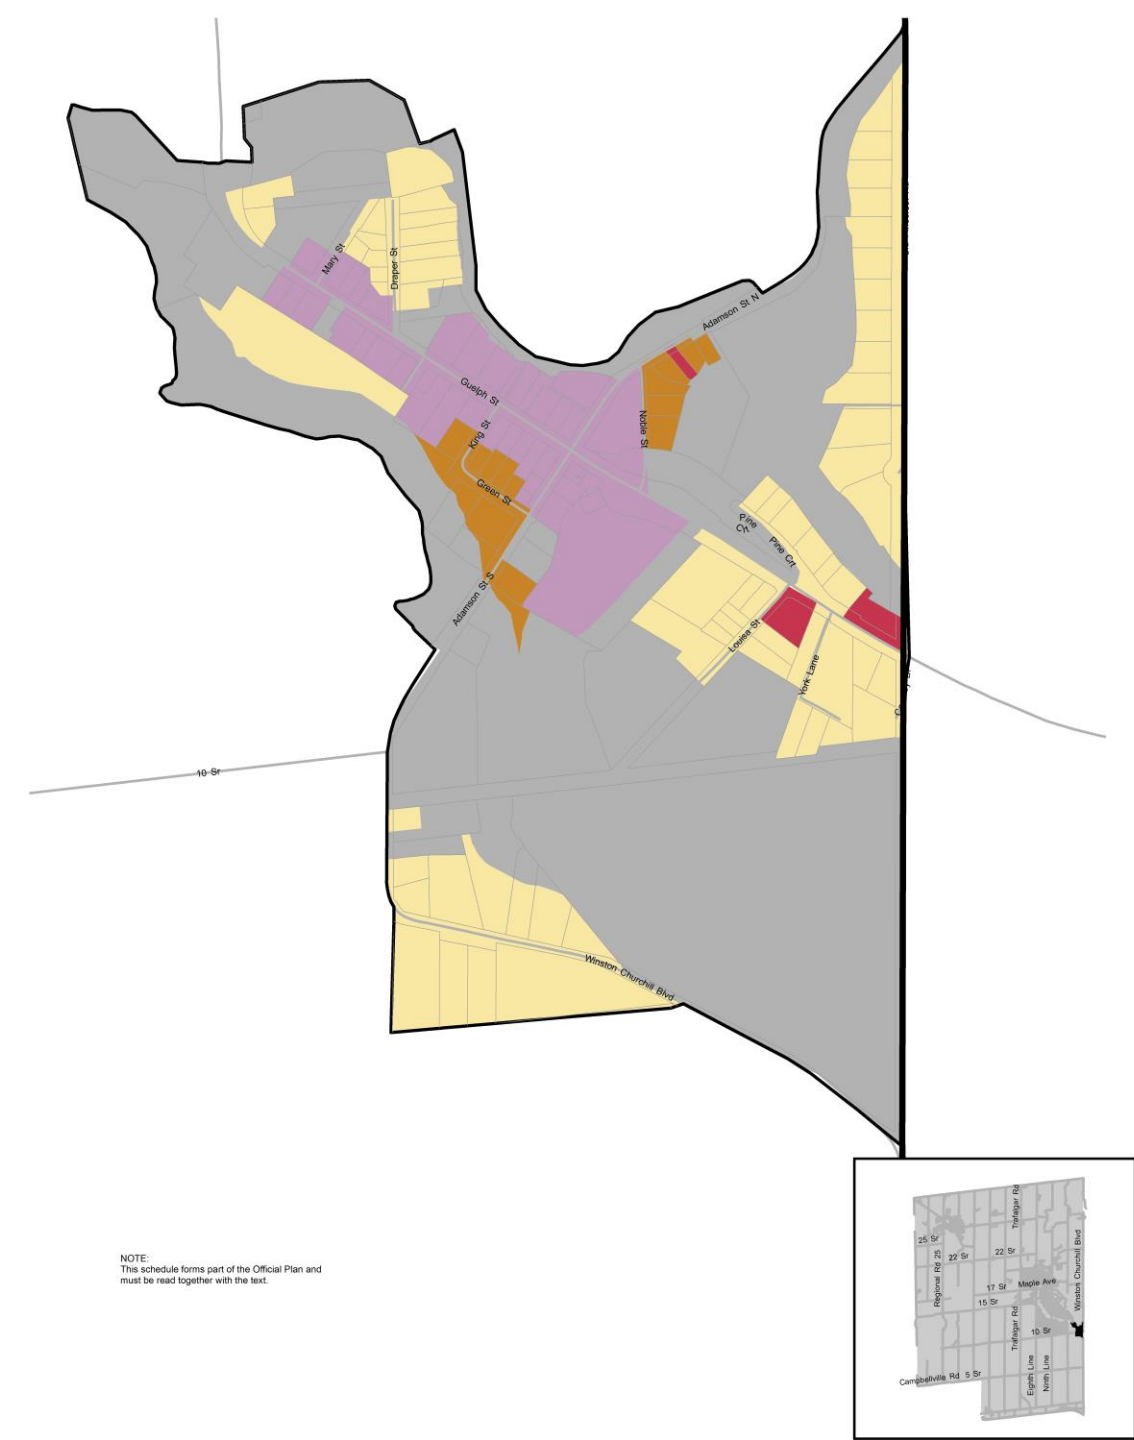 Mary St
Draper St
Adamson St N
Guelph St
King St
Noble St
Green St
Pine
Crt
Pine Crt
Adamson St S
Louisa St
York Lane
10 Sr
Winston Churchill Blvd
NOTE:
This schedule forms part of the Official Plan and
must be read together with the text.
Trafalgar Rd
25 Sr
22 Sr
22 Sr
Regional Rd 25
Winston Churchill Blvd
17 Sr
Maple Ave
15 Sr
Trafalgar Rd
10 Sr
Eighth Line
Ninth Line
Campbellville Rd
5 Sr